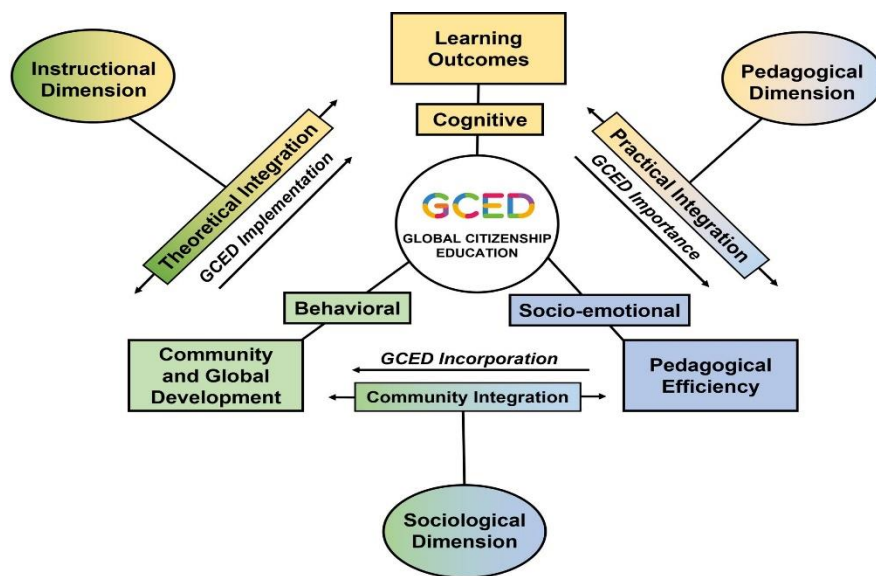 Learning
Outcomes
Instructional
Dimension
Pedagogical
Dimension
Cognitive
Theoretical Integration
GCED Implementation
Practical Integration
GCED Importance
GCED
GLOBAL CITIZENSHIP
EDUCATION
Behavioral
Socio-emotional
Community
and Global
Development
GCED Incorporation
Community Integration
Pedagogical
Efficiency
Sociological
Dimension